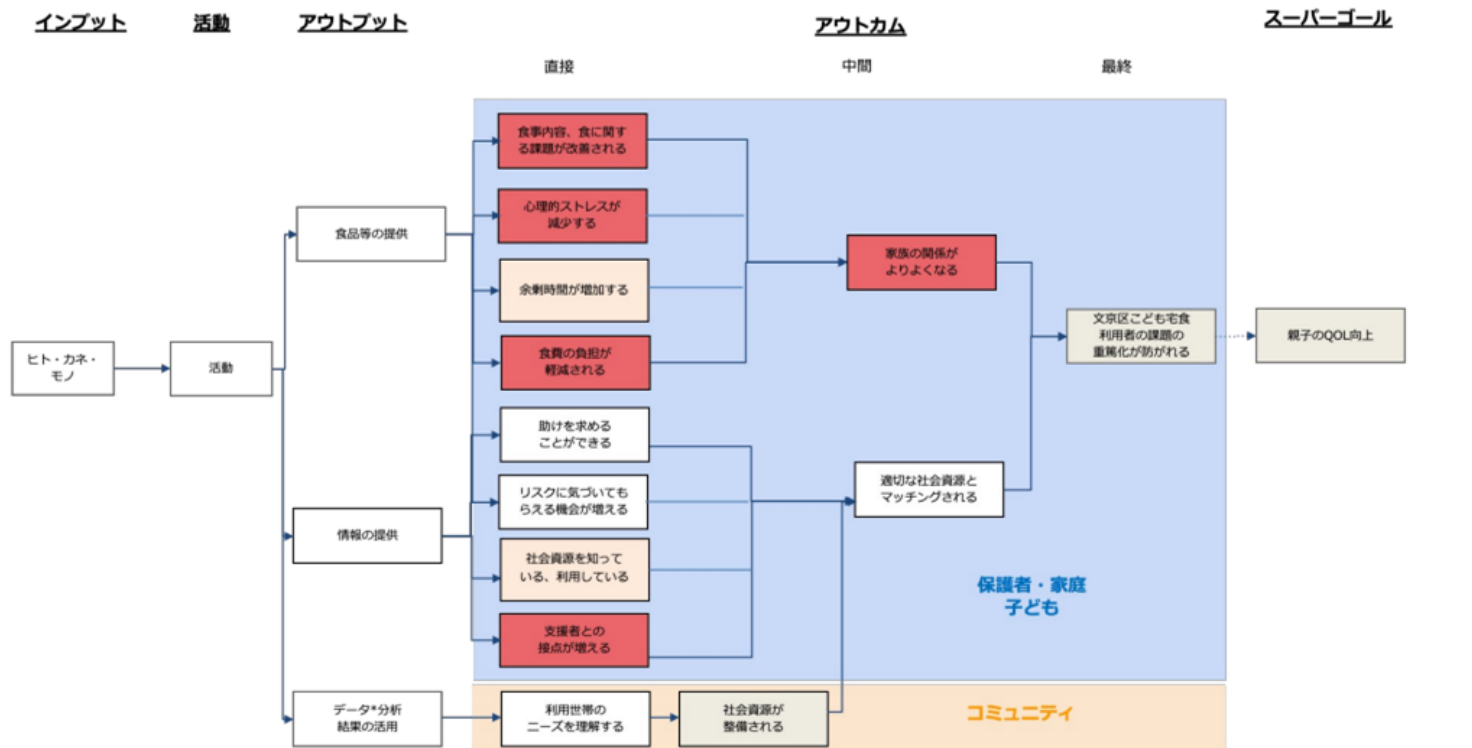 インプット
活動
アウトプット
アウトカム
スーパーゴール
直接
中間
最終
食事内容、食に関す
る課題が改善される
心理的ストレスが
減少する
食品等の提供
余剰時間が増加する
家族の関係が
よりよくなる
食費の負担が
軽減される
文京区こども宅食
利用者の課題の
重篤化が防がれる
親子のQOL向上
ヒト・カネ・
モノ
活動
助けを求める
ことができる
リスクに気づいても
らえる機会が増える
適切な社会資源と
マッチングされる
情報の提供
社会資源を知って
いる、利用している
保護者・家庭
子ども
支援者との
接点が増える
データ*分析
結果の活用
利用世帯の
ニーズを理解する
社会資源が
整備される
コミュニティ